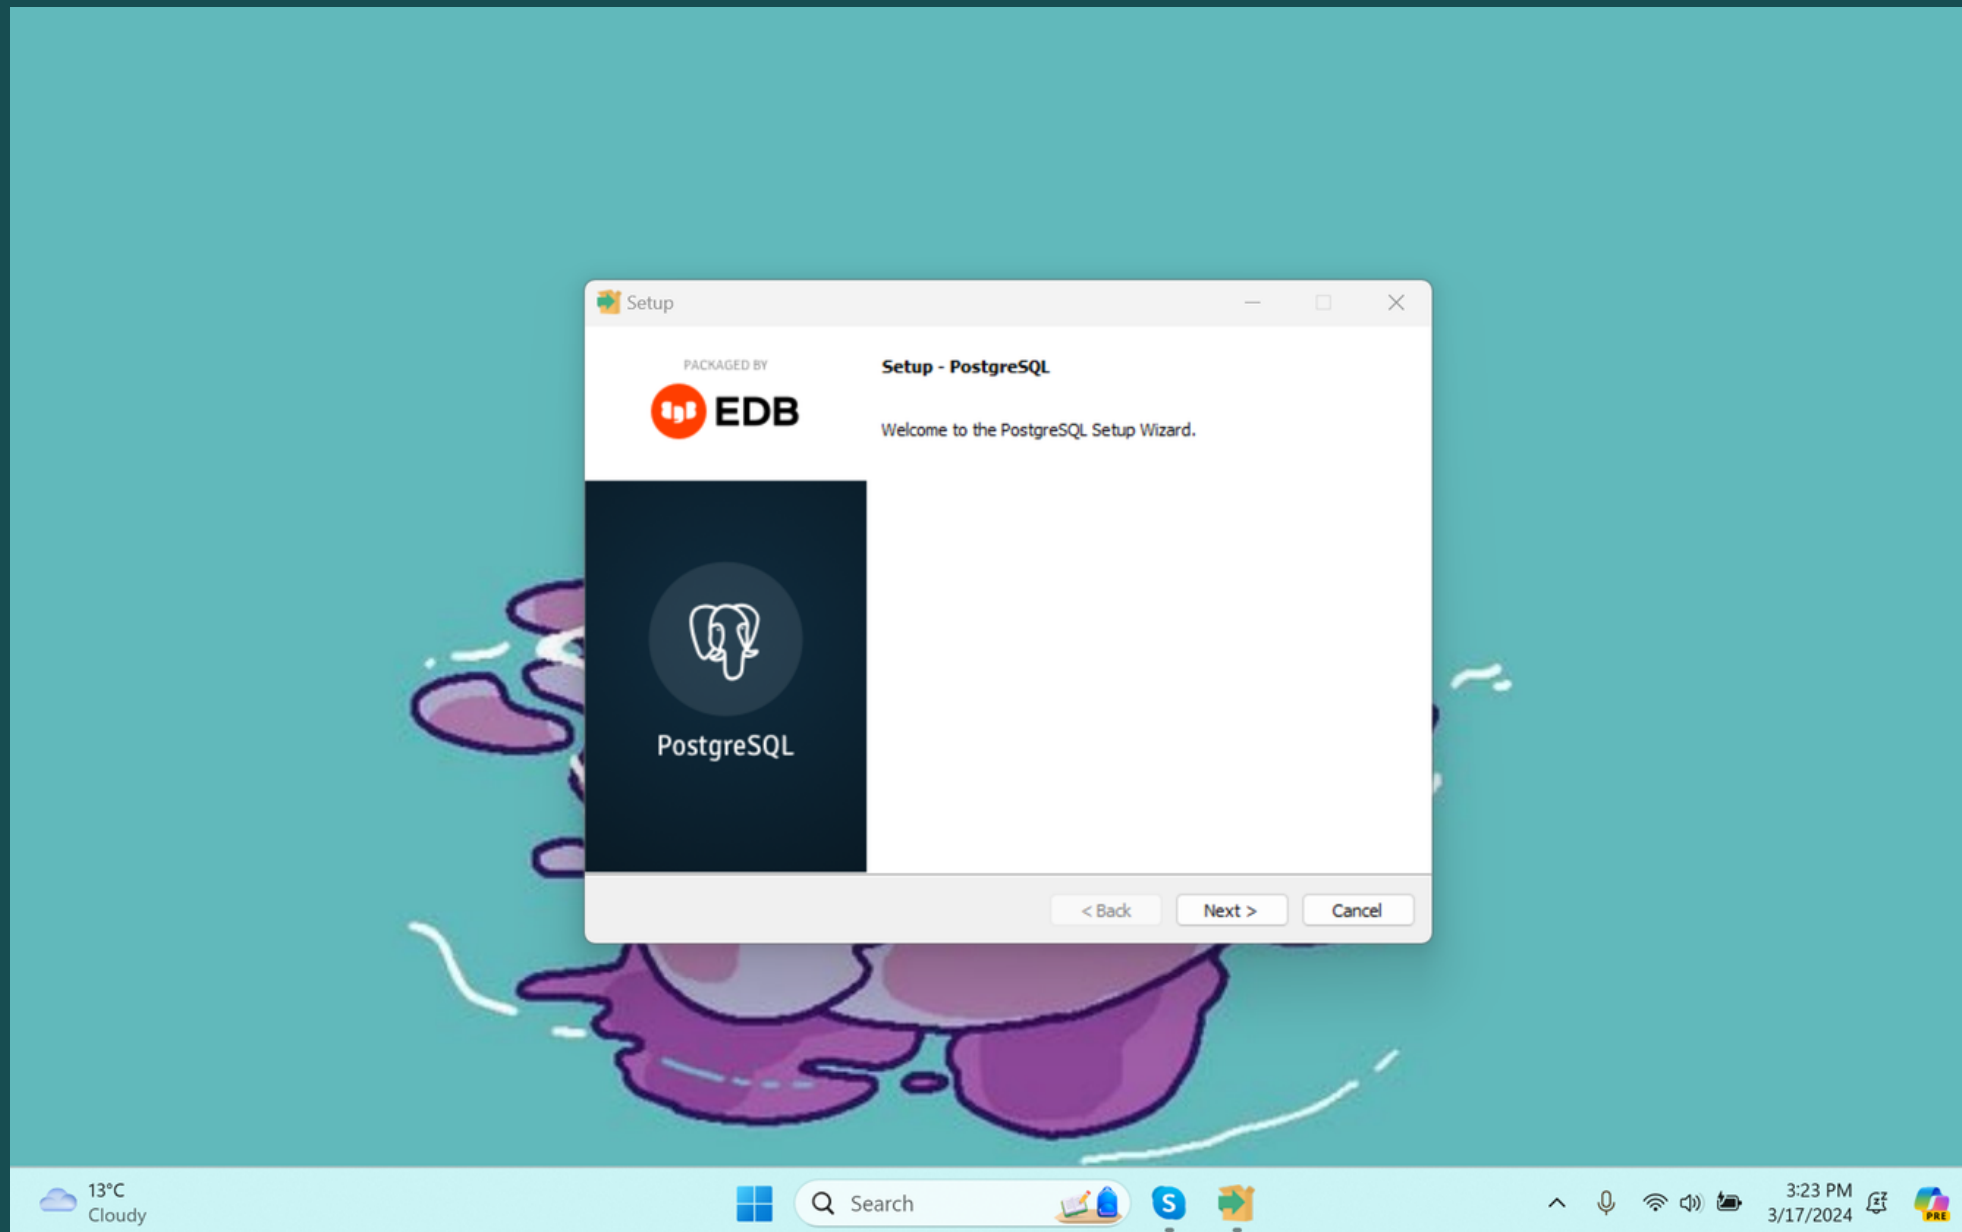 Setup
PACKAGED BY
EDB
Setup - PostgreSQL
Welcome to the PostgreSQL Setup Wizard.
PostgreSQL
< Back
Next >
Cancel
13°C
Cloudy
Search
S
3:23 PM
3/17/2024
PRE